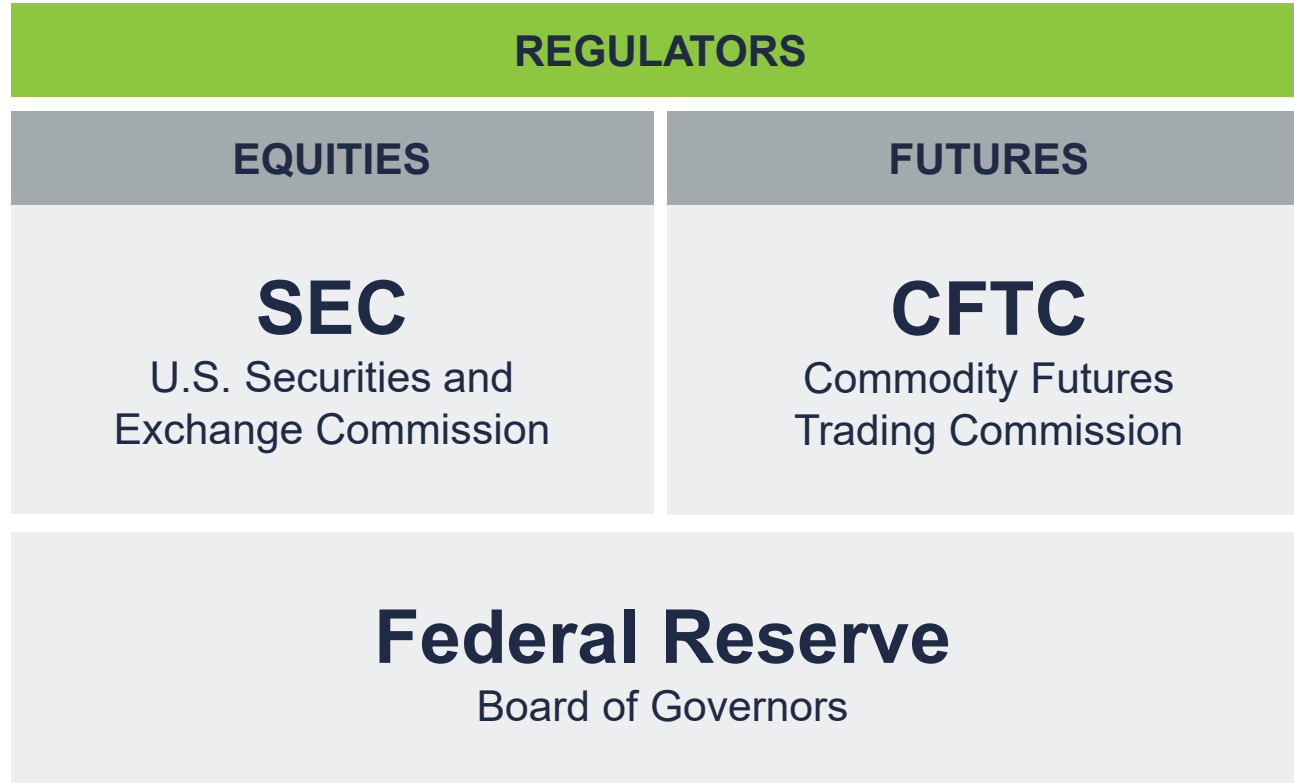 REGULATORS
EQUITIES
FUTURES
SEC
U.S. Securities and
Exchange Commission
CFTC
Commodity Futures
Trading Commission
Federal Reserve
Board of Governors